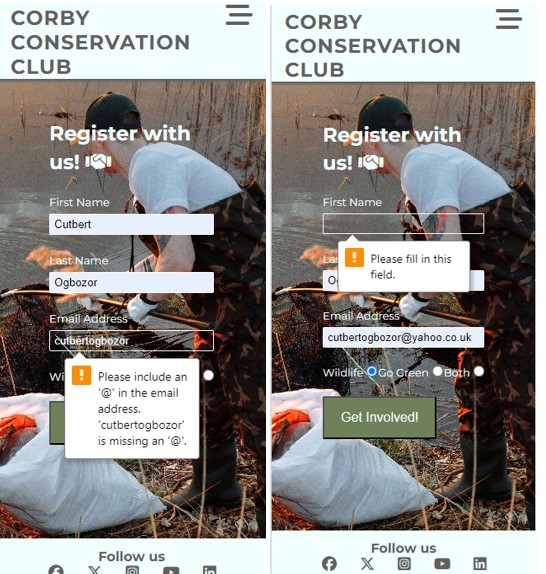 CORBY
CONSERVATION
CLUB
Register with
us!
First Name
Cutbert
Last Name
Ogbozor
Email Address
cutbertogbozor
Please include an
'@' in the email
address.
'cutbertogbozor'
is missing an '@'.
Follow us
CORBY
CONSERVATION
CLUB
Register with
us!
First Name
Please fill in this
field.
Email Address
cutbertogbozor@yahoo.co.uk
Wildlife Go Green Both
Get Involved!
Follow us